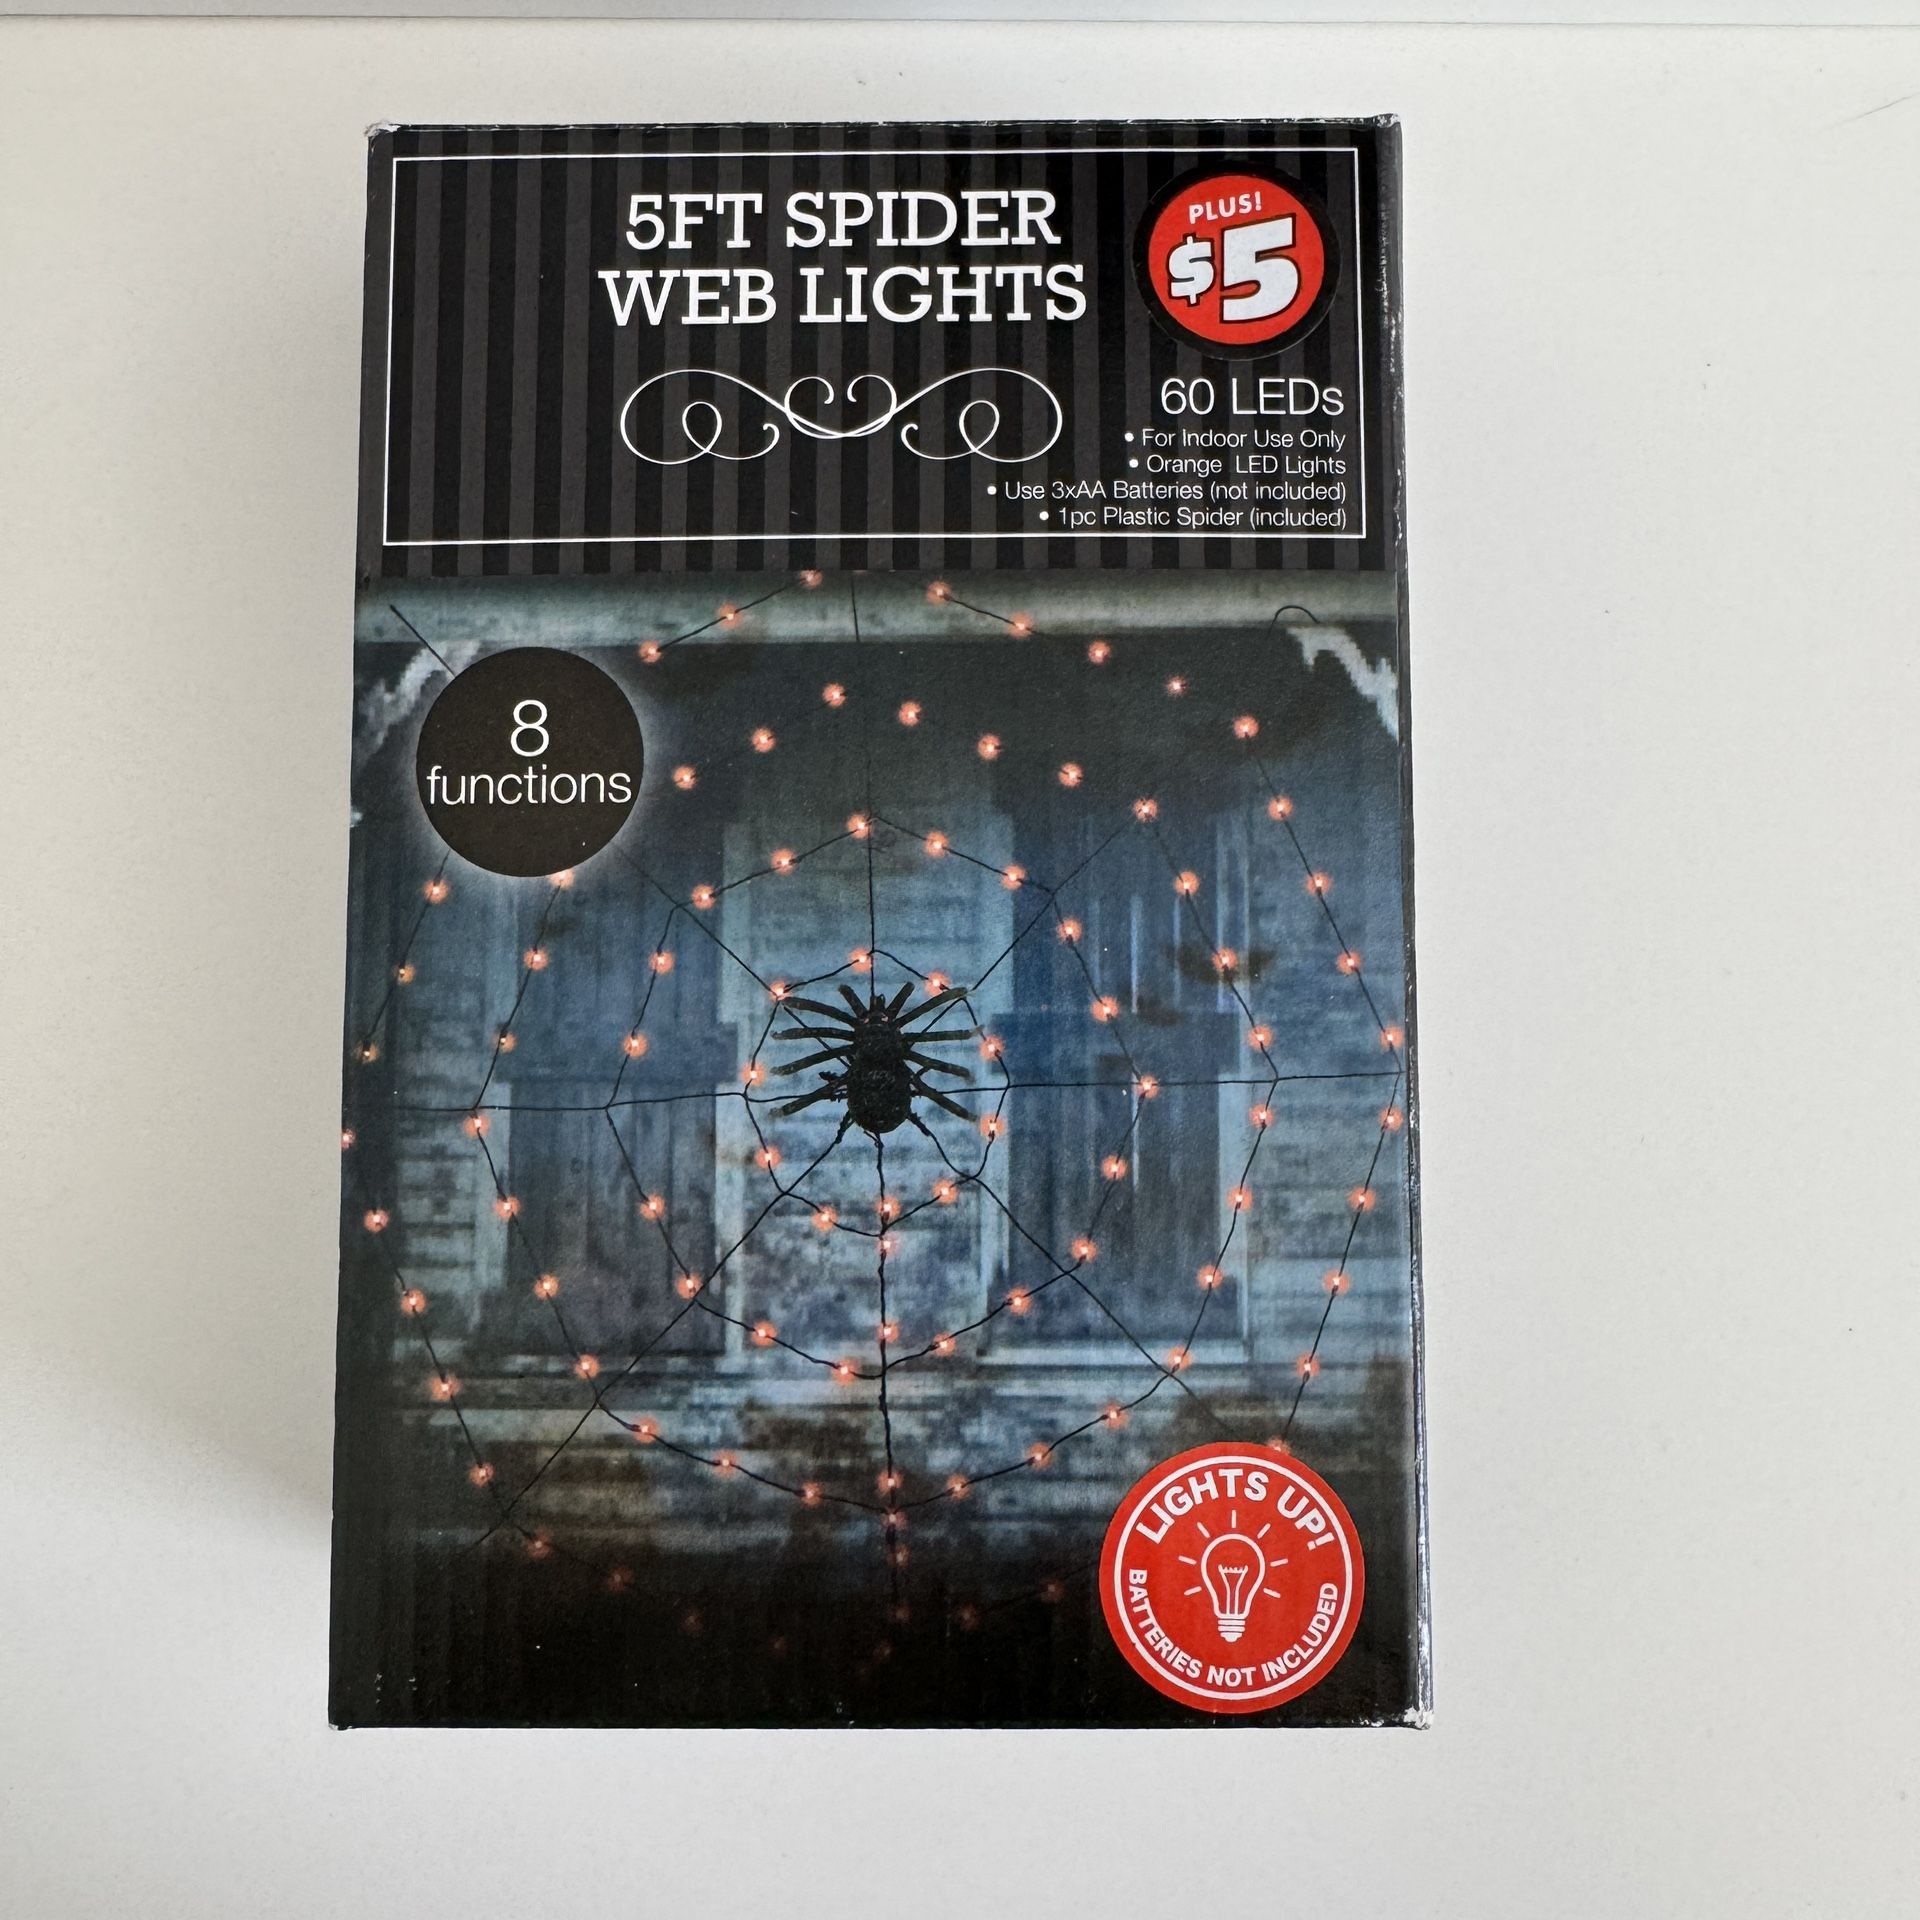 5FT SPIDER
WEB LIGHTS
PLUS!
$5
60 LEDs
• For Indoor Use Only
• Orange LED Lights
• Use 3xAA Batteries (not included)
• 1pc Plastic Spider (included)
8
functions
LIGHTS UP!
BATTERIES NOT INCLUDED